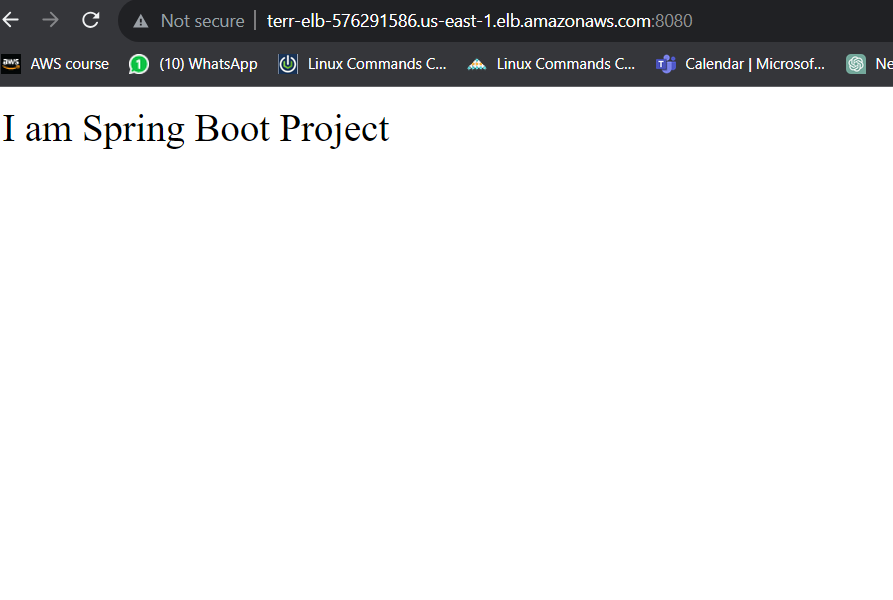 Not secure | terr-elb-576291586.us-east-1.elb.amazonaws.com:8080
aws AWS course 1 (10) WhatsApp Linux Commands C... Linux Commands C... Calendar | Microsof... Ne
I am Spring Boot Project